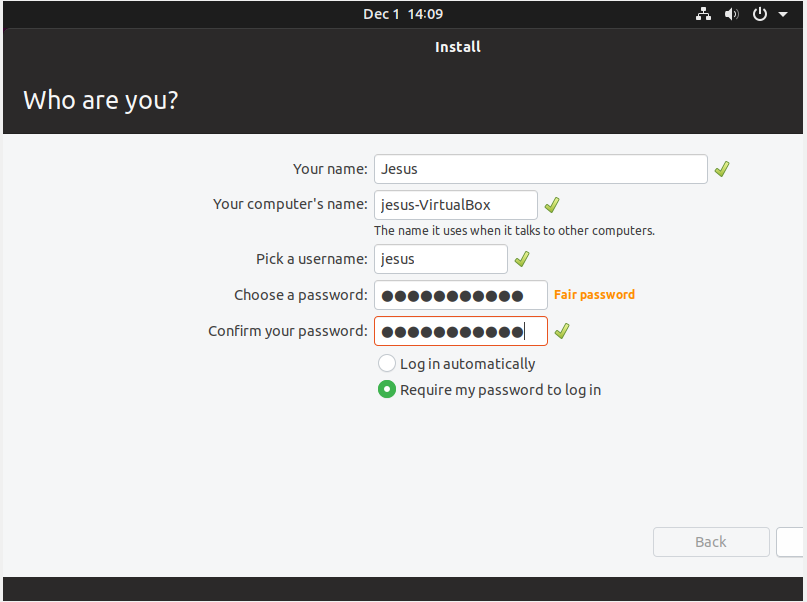 Dec 1 14:09
Install
Who are you?
Your name: Jesus
Your computer's name: jesus-VirtualBox
The name it uses when it talks to other computers.
Pick a username: jesus
Choose a password: ●●●●●●●●●●● Fair password
Confirm your password: ●●●●●●●●●●●
Log in automatically
Require my password to log in
Back